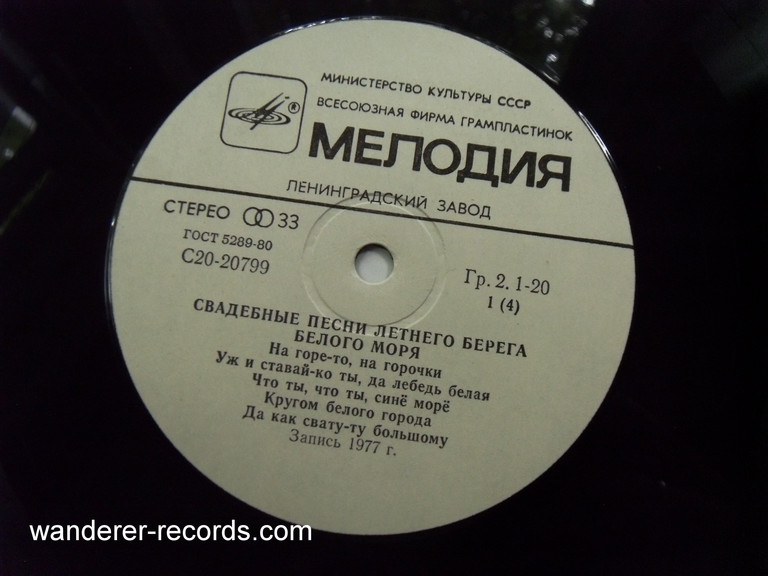 МИНИСТЕРСТВО КУЛЬТУРЫ СССР
ВСЕСОЮЗНАЯ ФИРМА ГРАМПЛАСТИНОК
®
МЕЛОДИЯ
ЛЕНИНГРАДСКИЙ ЗАВОД
СТЕРЕО 33
ГОСТ 5289-80
С20-20799
Гр. 2. 1-20
1 (4)
СВАДЕБНЫЕ ПЕСНИ ЛЕТНЕГО БЕРЕГА
БЕЛОГО МОРЯ
На горе-то, на горочки
Уж и ставай-ко ты, да лебедь белая
Что ты, что ты, синё морё
Кругом белого города
Да как свату-ту большому
Запись 1977 г.
wanderer-records.com